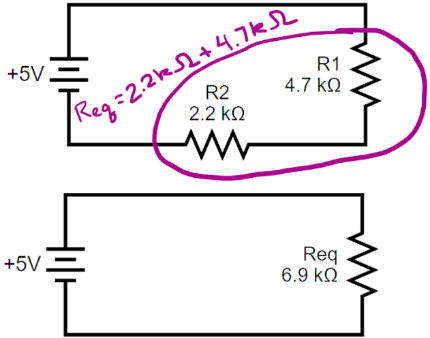 Req=2.2kΩ+4.7kΩ
+5V
R1
4.7 kΩ
R2
2.2 kΩ
+5V
Req
6.9 kΩ